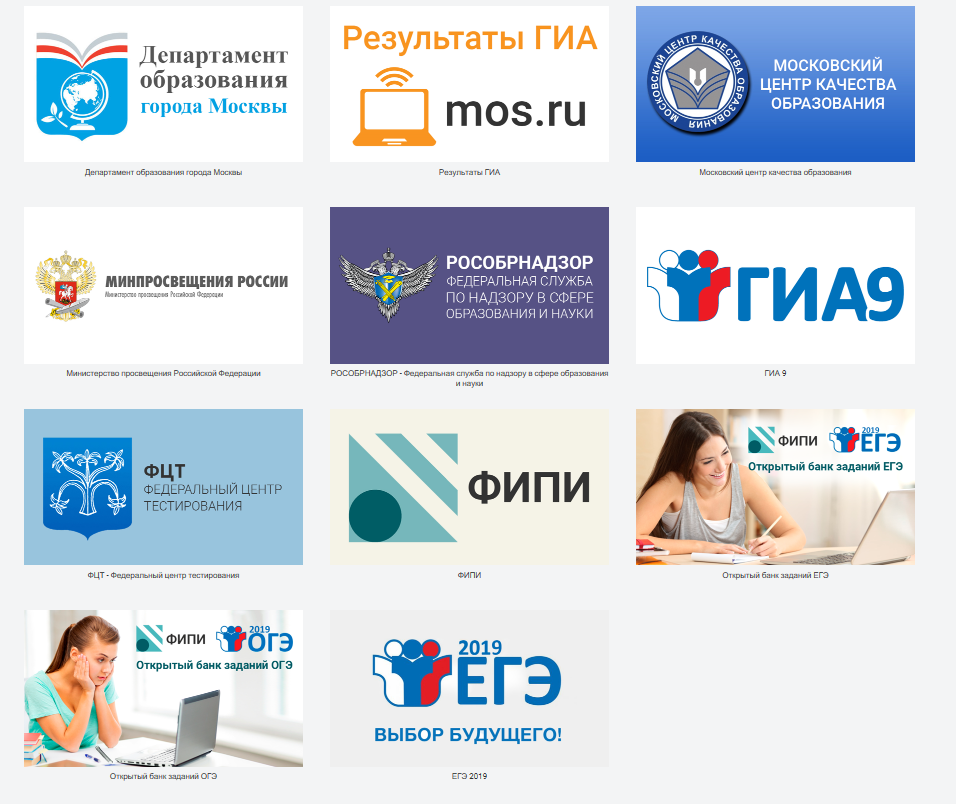 Департамент
образования
города Москвы
Результаты ГИА
mos.ru
МОСКОВСКИЙ ЦЕНТР КАЧЕСТВА ОБРАЗОВАНИЯ
МОСКОВСКИЙ
ЦЕНТР КАЧЕСТВА
ОБРАЗОВАНИЯ
Департамент образования города Москвы
Результаты ГИА
Московский центр качества образования
МИНПРОСВЕЩЕНИЯ РОССИИ
Министерство просвещения Российской Федерации
РОСОБРНАДЗОР
ФЕДЕРАЛЬНАЯ СЛУЖБА
ПО НАДЗОРУ В СФЕРЕ
ОБРАЗОВАНИЯ И НАУКИ
ГИА9
Министерство просвещения Российской Федерации
РОСОБРНАДЗОР - Федеральная служба по надзору в сфере образования
и науки
ГИА 9
ФЦТ
ФЕДЕРАЛЬНЫЙ ЦЕНТР
ТЕСТИРОВАНИЯ
ФИПИ
ФИПИ
2019
ЕГЭ
Открытый банк заданий ЕГЭ
ФЦТ - Федеральный центр тестирования
ФИПИ
Открытый банк заданий ЕГЭ
ФИПИ
2019
ОГЭ
Открытый банк заданий ОГЭ
2019
ЕГЭ
ВЫБОР БУДУЩЕГО!
Открытый банк заданий ОГЭ
ЕГЭ 2019